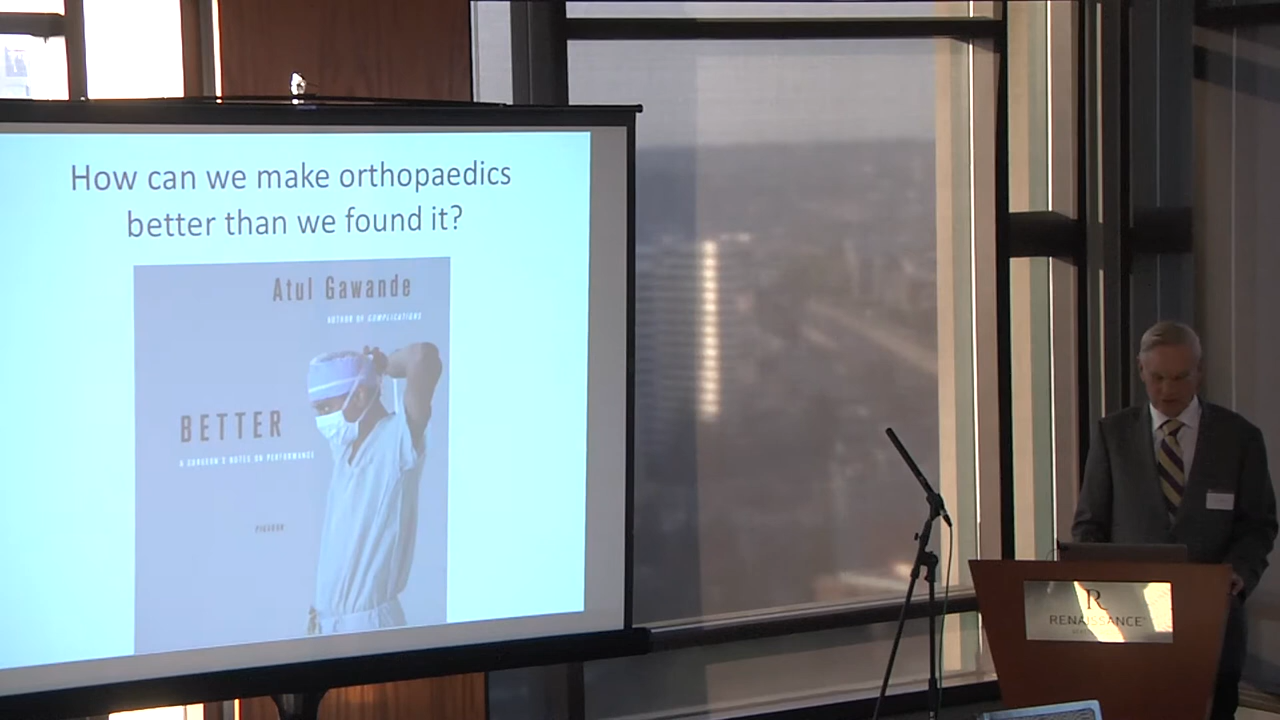 How can we make orthopaedics
better than we found it?
Atul Gawande
AUTHOR OF COMPLICATIONS
BETTER
A SURGEON'S NOTES ON PERFORMANCE
PICADOR
R
RENAISSANCE